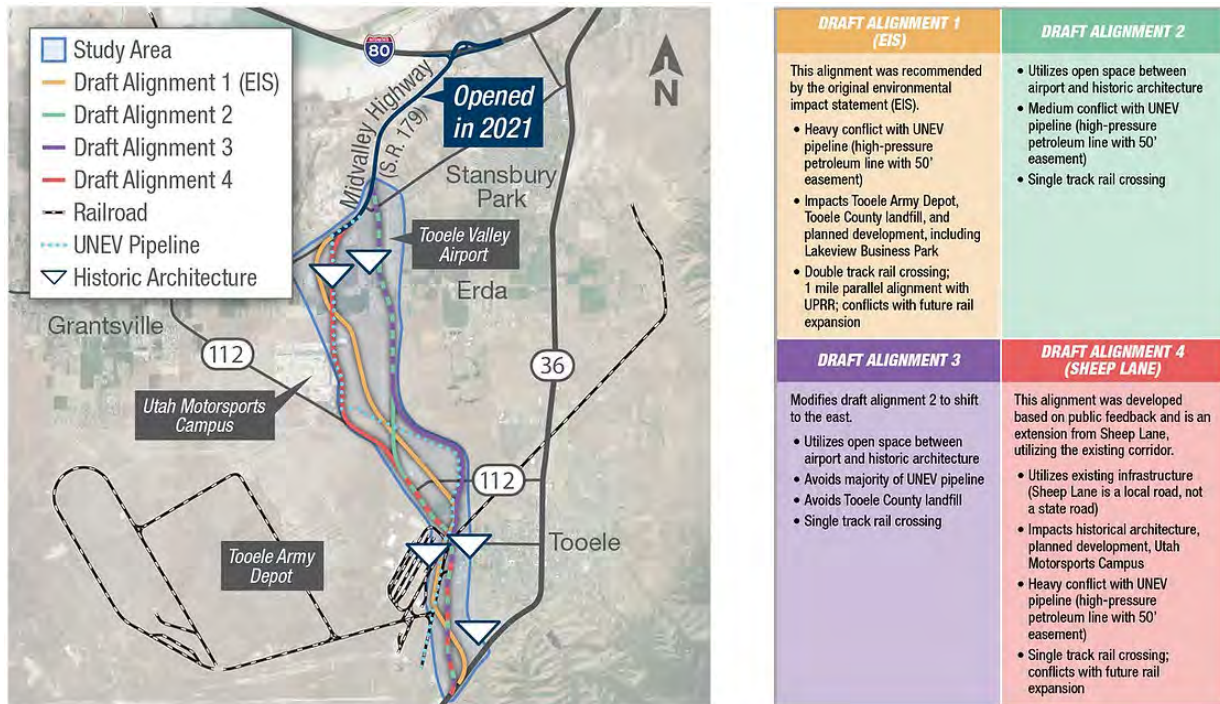 Study Area
Draft Alignment 1 (EIS)
Draft Alignment 2
Draft Alignment 3
Draft Alignment 4
Railroad
UNEV Pipeline
Historic Architecture
INTERSTATE
80
N
Midvalley Highway
(S.R. 179)
Opened
in 2021
Stansbury
Park
Tooele Valley
Airport
Erda
Grantsville
112
36
Utah Motorsports
Campus
112
Tooele
Tooele Army
Depot
DRAFT ALIGNMENT 1
(EIS)
This alignment was recommended
by the original environmental
impact statement (EIS).
• Heavy conflict with UNEV
pipeline (high-pressure
petroleum line with 50'
easement)
• Impacts Tooele Army Depot,
Tooele County landfill, and
planned development, including
Lakeview Business Park
• Double track rail crossing;
1 mile parallel alignment with
UPRR; conflicts with future rail
expansion
DRAFT ALIGNMENT 2
• Utilizes open space between
airport and historic architecture
• Medium conflict with UNEV
pipeline (high-pressure
petroleum line with 50'
easement)
• Single track rail crossing
DRAFT ALIGNMENT 3
Modifies draft alignment 2 to shift
to the east.
• Utilizes open space between
airport and historic architecture
• Avoids majority of UNEV pipeline
• Avoids Tooele County landfill
• Single track rail crossing
DRAFT ALIGNMENT 4
(SHEEP LANE)
This alignment was developed
based on public feedback and is an
extension from Sheep Lane,
utilizing the existing corridor.
• Utilizes existing infrastructure
(Sheep Lane is a local road, not
a state road)
• Impacts historical architecture,
planned development, Utah
Motorsports Campus
• Heavy conflict with UNEV
pipeline (high-pressure
petroleum line with 50'
easement)
• Single track rail crossing;
conflicts with future rail
expansion